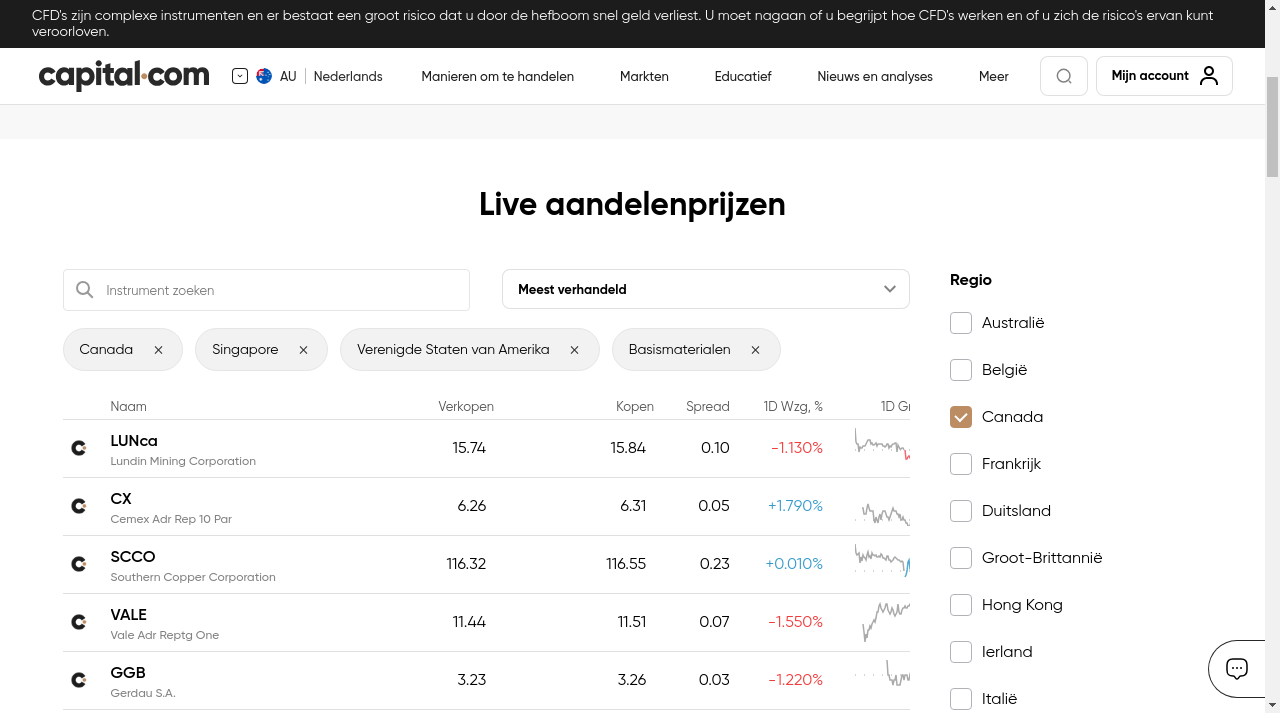 CFD's zijn complexe instrumenten en er bestaat een groot risico dat u door de hefboom snel geld verliest. U moet nagaan of u begrijpt hoe CFD's werken en of u zich de risico's ervan kunt
veroorloven.
capital.com
AU | Nederlands
Manieren om te handelen
Markten
Educatief
Nieuws en analyses
Meer
Mijn account
Live aandelenprijzen
Instrument zoeken
Meest verhandeld
Canada
Singapore
Verenigde Staten van Amerika
Basismaterialen
Naam Verkopen Kopen Spread 1D Wzg, % 1D
LUNca
Lundin Mining Corporation
15.74 15.84 0.10 -1.130%
CX
Cemex Adr Rep 10 Par
6.26 6.31 0.05 +1.790%
SCCO
Southern Copper Corporation
116.32 116.55 0.23 +0.010%
VALE
Vale Adr Reptg One
11.44 11.51 0.07 -1.550%
GGB
Gerdau S.A.
3.23 3.26 0.03 -1.220%
Regio
Australië
België
Canada
Frankrijk
Duitsland
Groot-Brittannië
Hong Kong
Ierland
Italië